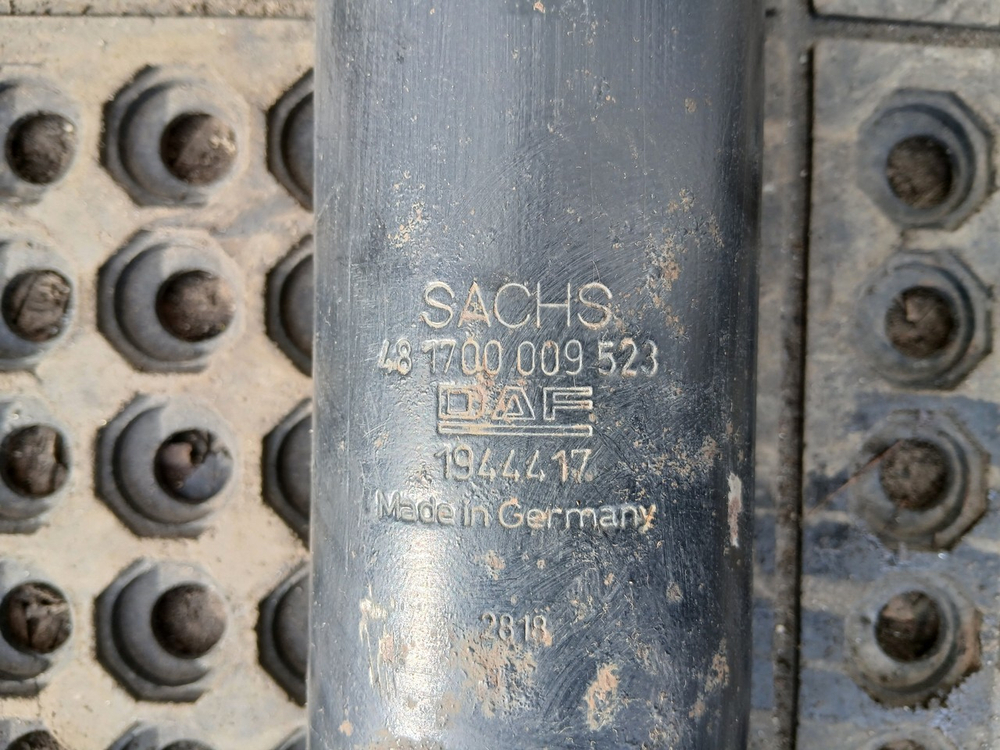 SACHS
48 1700 009 523
DAF
1944417
Made in Germany
2818